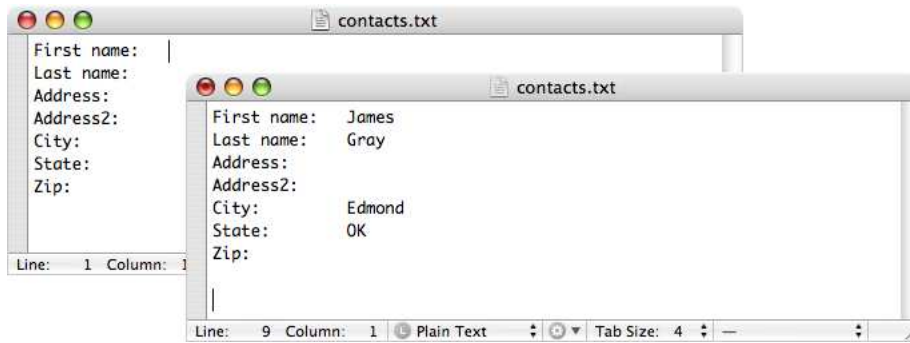 contacts.txt
First name:
Last name:
Address:
Address2:
City:
State:
Zip:
Line: 1 Column: 1
contacts.txt
First name: James
Last name: Gray
Address:
Address2:
City: Edmond
State: OK
Zip:
Line: 9 Column: 1 L Plain Text Tab Size: 4 —